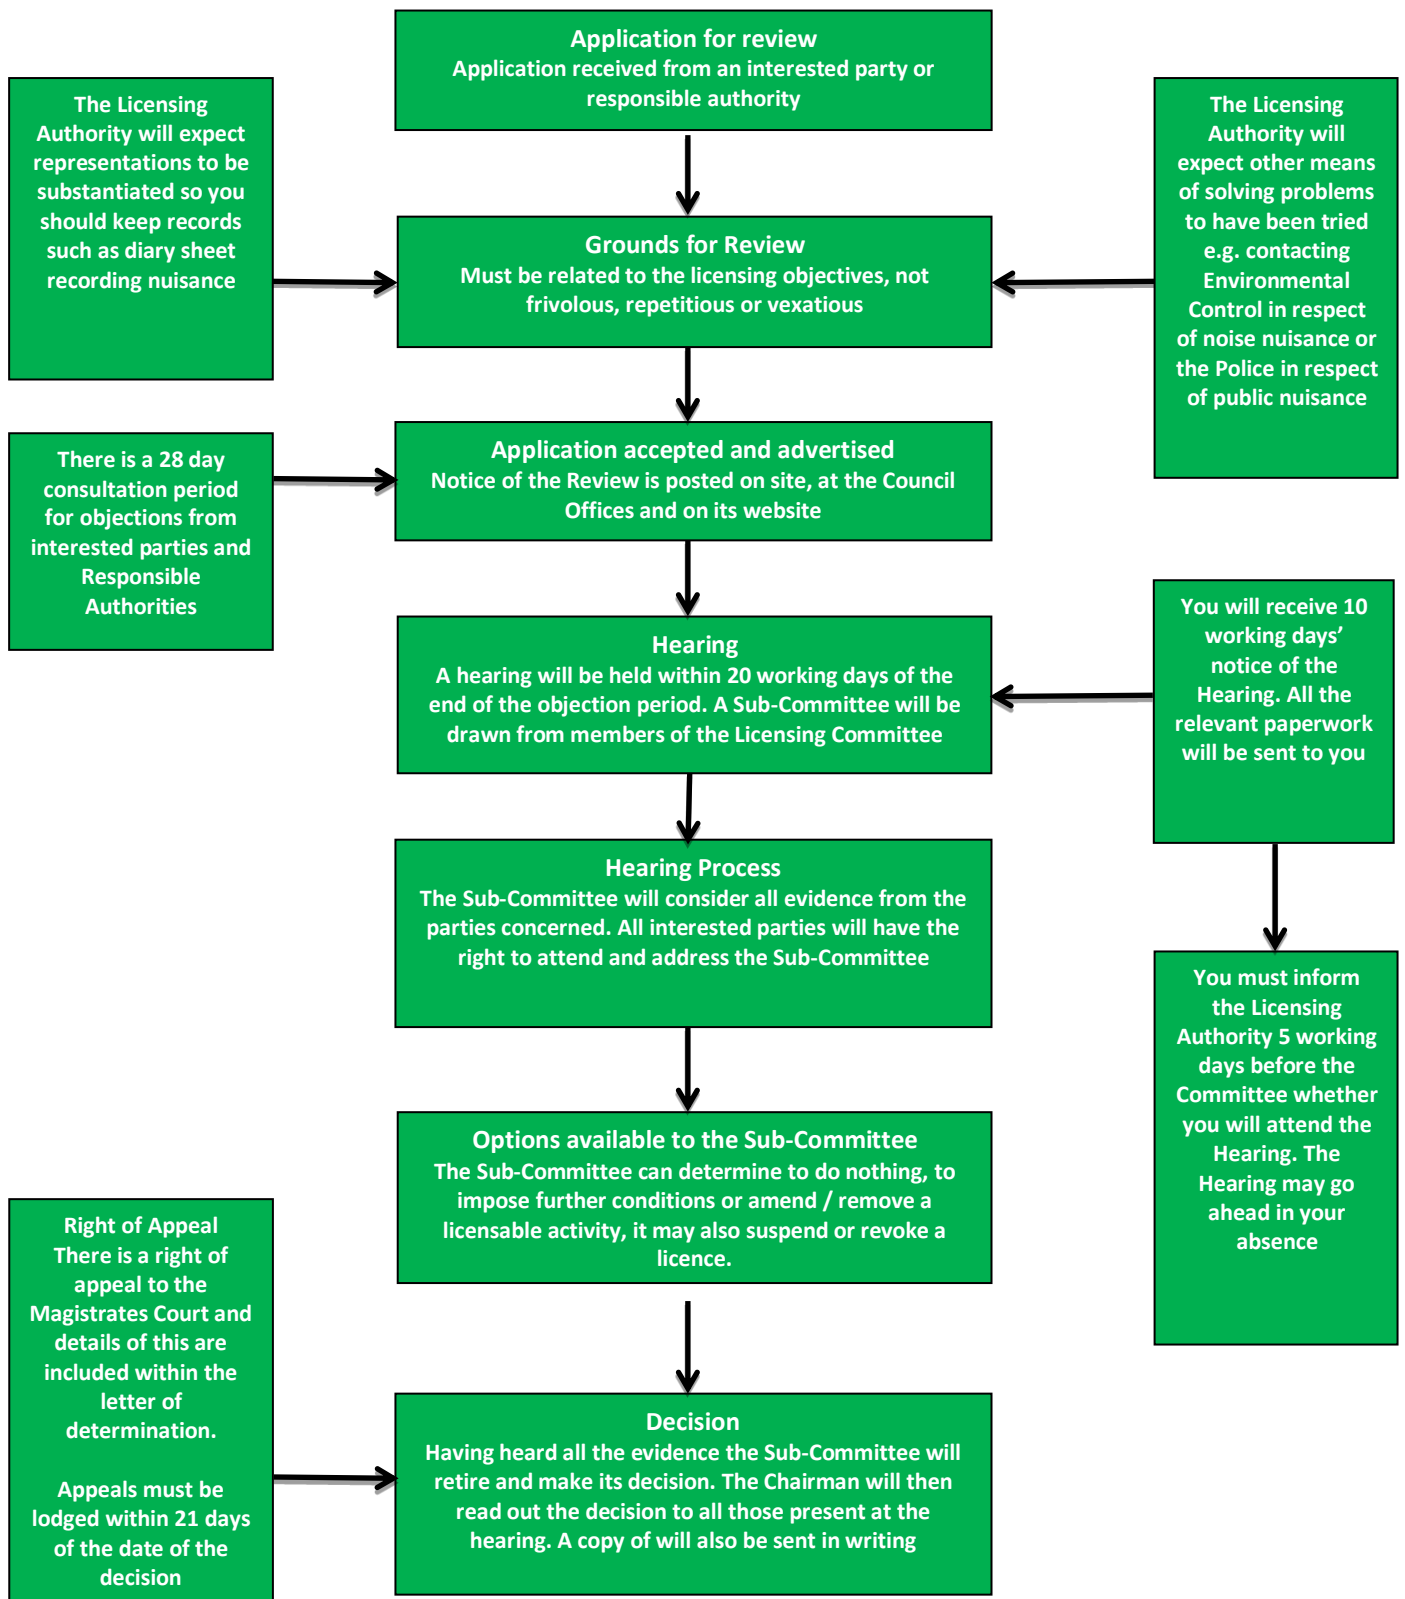 Application for review
Application received from an interested party or
responsible authority
The Licensing
Authority will expect
representations to be
substantiated so you
should keep records
such as diary sheet
recording nuisance
The Licensing
Authority will
expect other means
of solving problems
to have been tried
e.g. contacting
Environmental
Control in respect
of noise nuisance or
the Police in respect
of public nuisance
Grounds for Review
Must be related to the licensing objectives, not
frivolous, repetitious or vexatious
There is a 28 day
consultation period
for objections from
interested parties and
Responsible
Authorities
Application accepted and advertised
Notice of the Review is posted on site, at the Council
Offices and on its website
Hearing
A hearing will be held within 20 working days of the
end of the objection period. A Sub-Committee will be
drawn from members of the Licensing Committee
You will receive 10
working days’
notice of the
Hearing. All the
relevant paperwork
will be sent to you
Hearing Process
The Sub-Committee will consider all evidence from the
parties concerned. All interested parties will have the
right to attend and address the Sub-Committee
You must inform
the Licensing
Authority 5 working
days before the
Committee whether
you will attend the
Hearing. The
Hearing may go
ahead in your
absence
Options available to the Sub-Committee
The Sub-Committee can determine to do nothing, to
impose further conditions or amend / remove a
licensable activity, it may also suspend or revoke a
licence.
Right of Appeal
There is a right of
appeal to the
Magistrates Court and
details of this are
included within the
letter of
determination.
Appeals must be
lodged within 21 days
of the date of the
decision
Decision
Having heard all the evidence the Sub-Committee will
retire and make its decision. The Chairman will then
read out the decision to all those present at the
hearing. A copy of will also be sent in writing